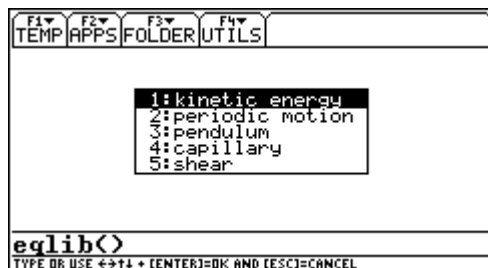 F1▾ F2▾ F3▾ F4▾
TEMP APPS FOLDER UTILS
1:kinetic energy
2:periodic motion
3:pendulum
4:capillary
5:shear
eqlib()
TYPE OR USE ←→↑↓ + [ENTER]=OK AND [ESC]=CANCEL